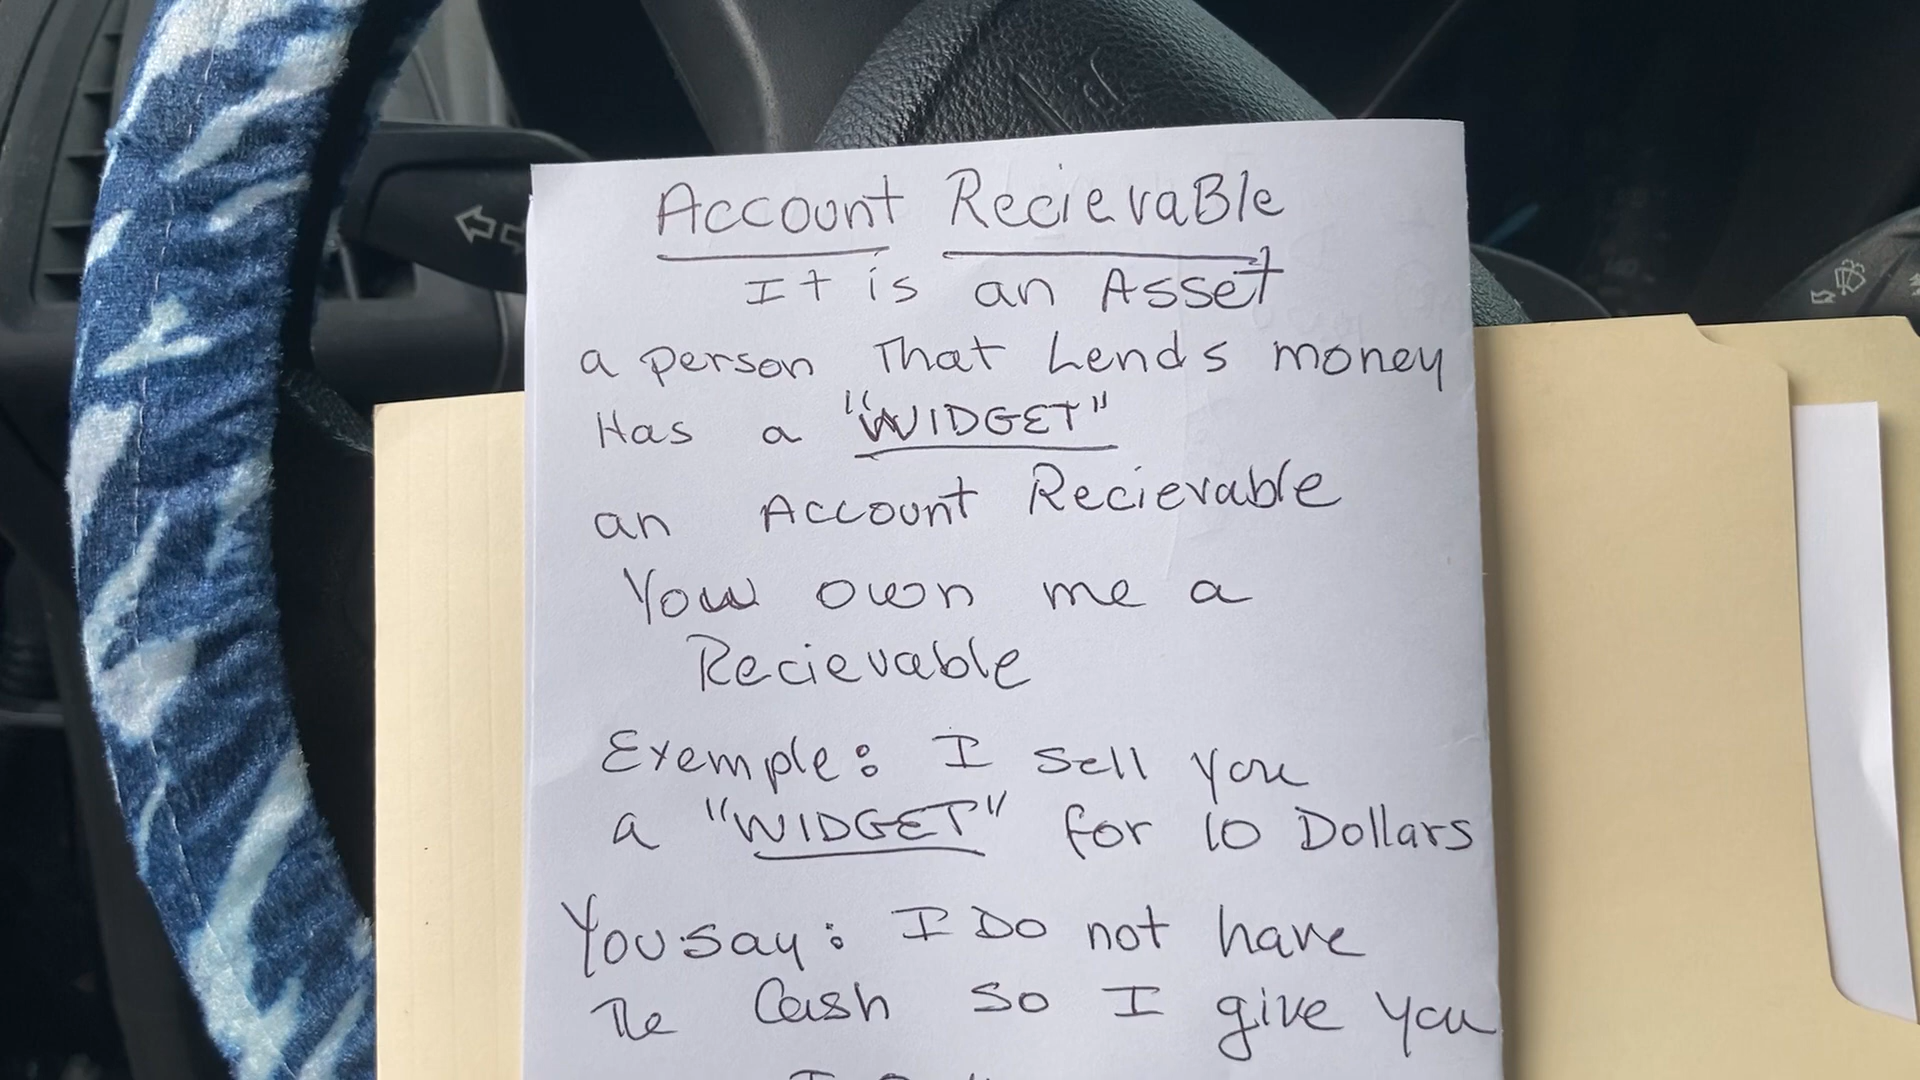 Account RecievaBle
It is an Asset
a person That Lends money
Has a "WIDGET"
an Account Recievable
You own me a
Recievable
Exemple: I sell you
a "WIDGET" for 10 Dollars
You say: I Do not have
The Cash so I give you